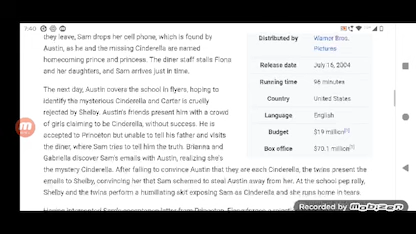 7:40
they leave, Sam drops her cell phone, which is found by
Austin, as he and the missing Cinderella are named
homecoming prince and princess. The diner staff stalls Fiona
and her daughters, and Sam arrives just in time.
The next day, Austin covers the school in flyers, hoping to
identify the mysterious Cinderella and Carter is cruelly
rejected by Shelby. Austin's friends present him with a crowd
of girls claiming to be Cinderella, without success. He is
accepted to Princeton but unable to tell his father and visits
the diner, where Sam tries to tell him the truth. Brianna and
Gabriella discover Sam's emails with Austin, realizing she's
the mystery Cinderella. After failing to convince Austin that they are each Cinderella, the twins present the
emails to Shelby, convincing her that Sam schemed to steal Austin away from her. At the school pep rally,
Shelby and the twins perform a humiliating skit exposing Sam as Cinderella and she runs home in tears.
Distributed by Warner Bros.
Pictures
Release date July 16, 2004
Running time 96 minutes
Country United States
Language English
Budget $19 million
Box office $70.1 million
Recorded by Mobizen